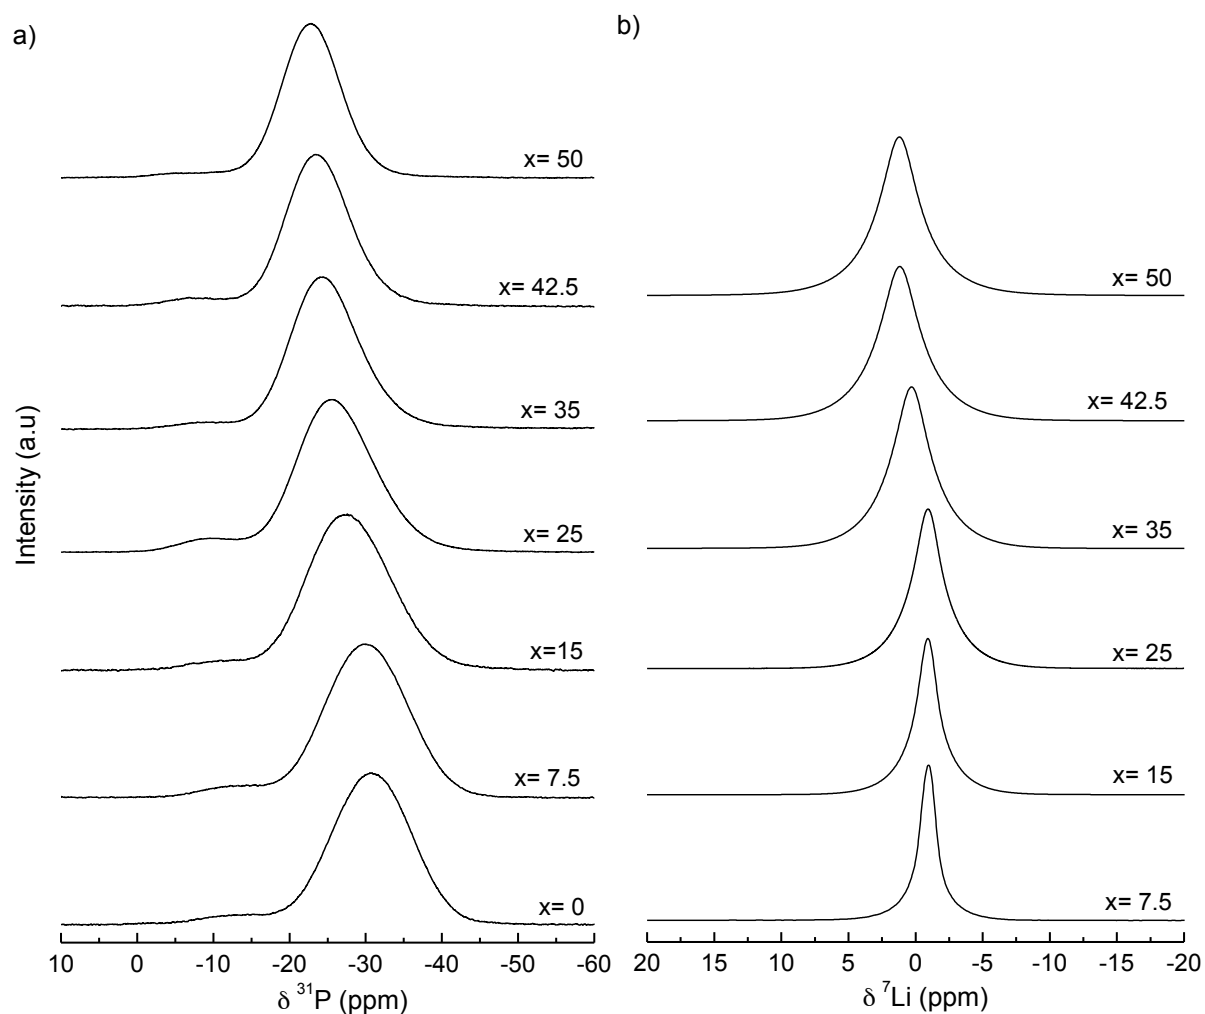 a)
x= 50
x= 42.5
x= 35
x= 25
x=15
x= 7.5
x= 0
Intensity (a.u)
10 0 -10 -20 -30 -40 -50 -60
δ ³¹P (ppm)
b)
x= 50
x= 42.5
x= 35
x= 25
x= 15
x= 7.5
20 15 10 5 0 -5 -10 -15 -20
δ ⁷Li (ppm)